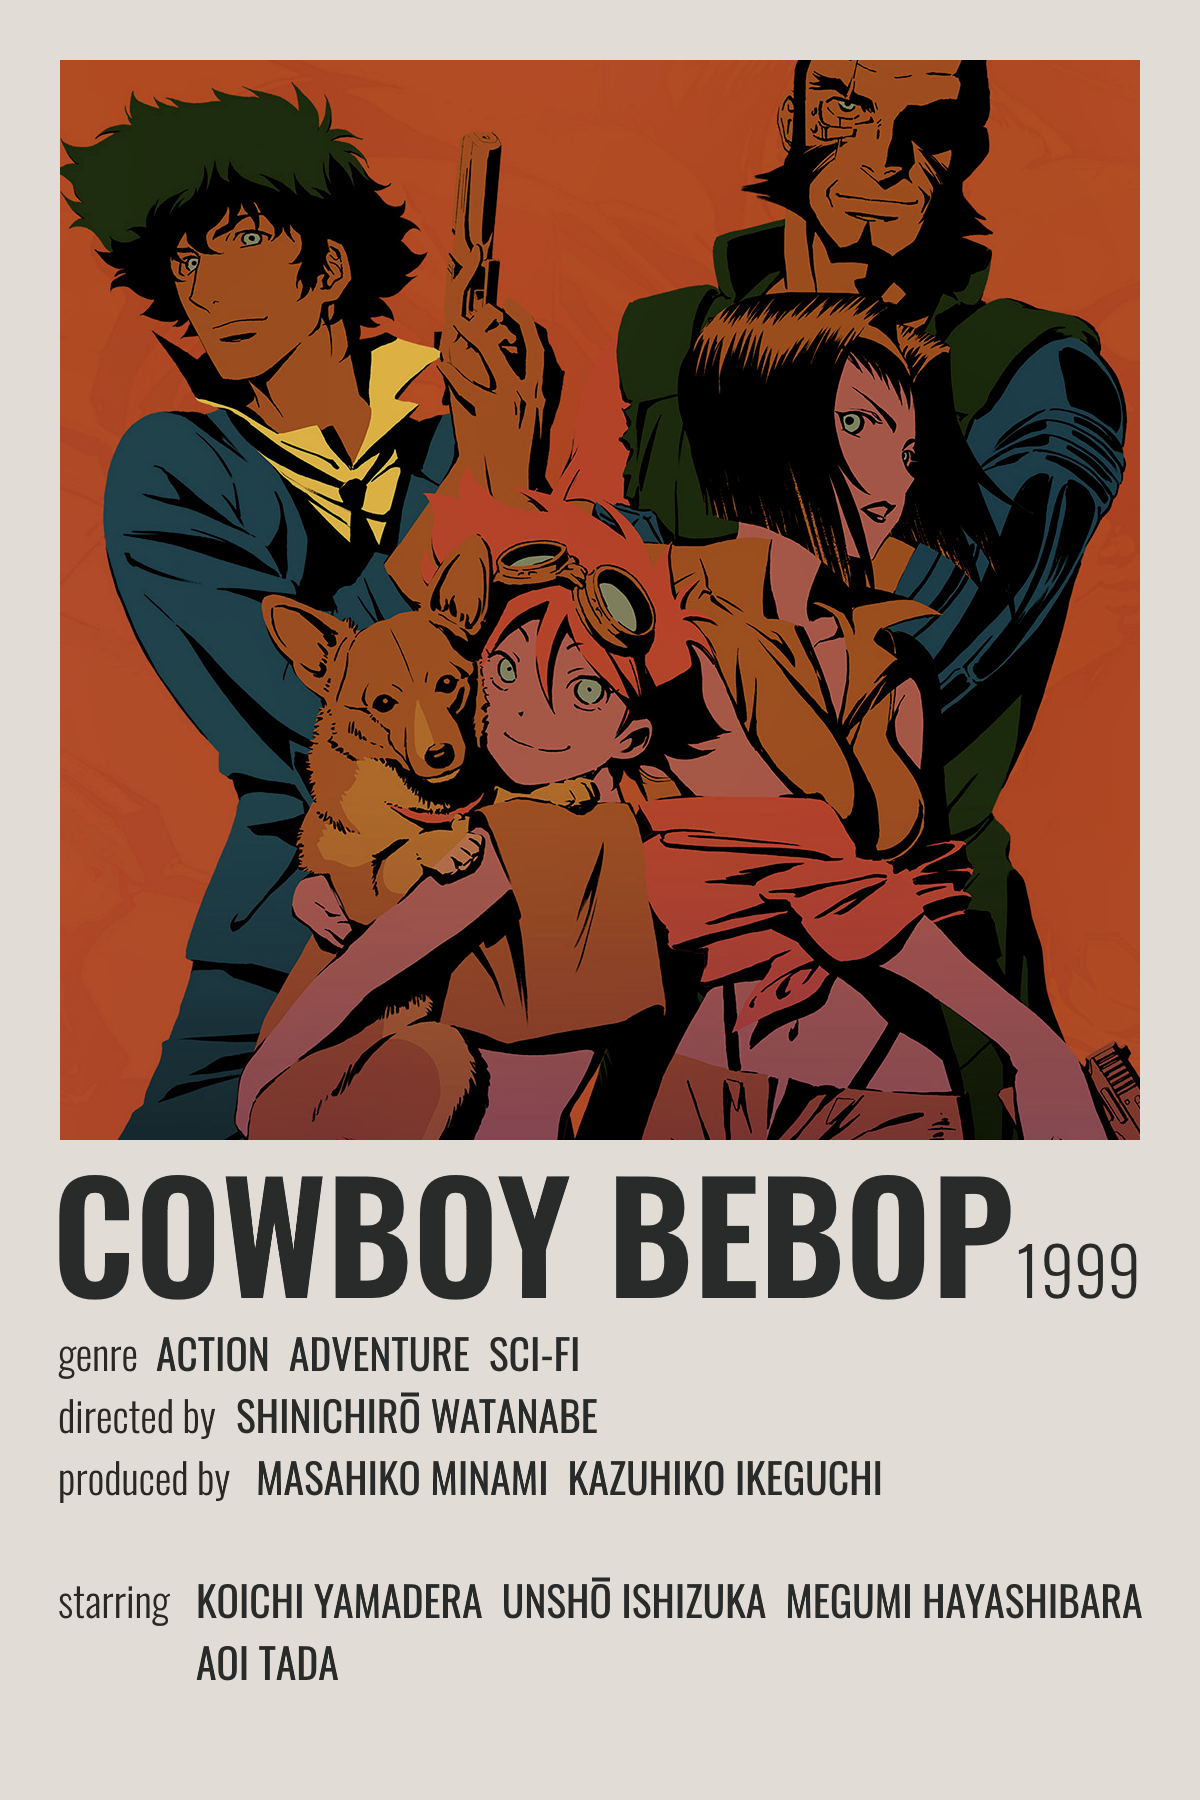 COWBOY BEBOP 1999
genre ACTION ADVENTURE SCI-FI
directed by SHINICHIRŌ WATANABE
produced by MASAHIKO MINAMI KAZUHIKO IKEGUCHI
starring KOICHI YAMADERA UNSHŌ ISHIZUKA MEGUMI HAYASHIBARA
AOI TADA